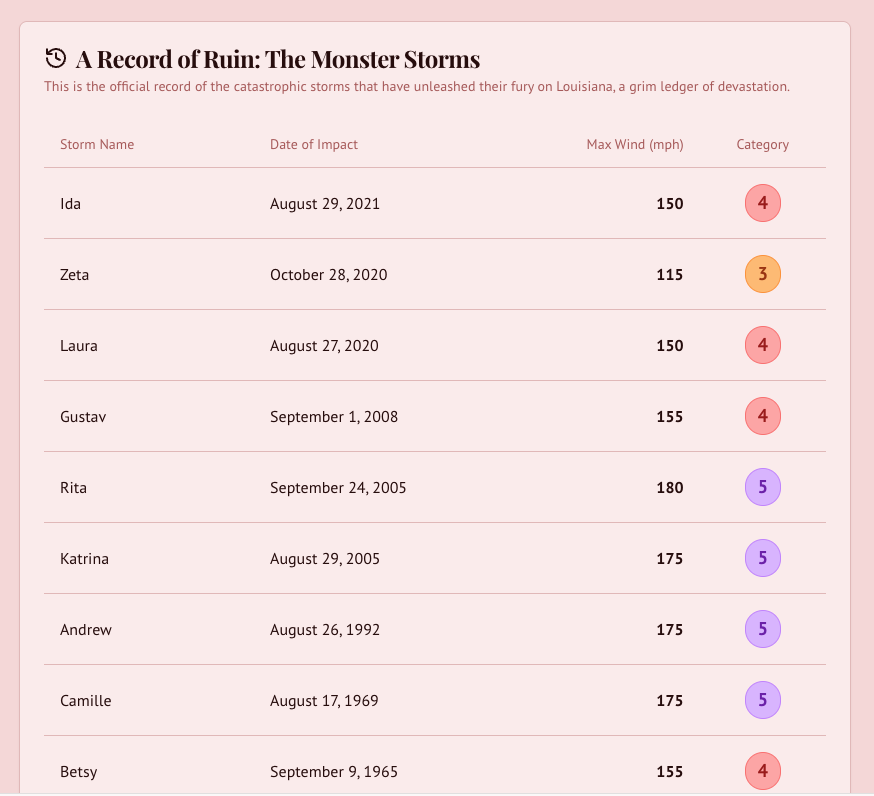 A Record of Ruin: The Monster Storms
This is the official record of the catastrophic storms that have unleashed their fury on Louisiana, a grim ledger of devastation.
Storm Name Date of Impact Max Wind (mph) Category
Ida August 29, 2021 150 4
Zeta October 28, 2020 115 3
Laura August 27, 2020 150 4
Gustav September 1, 2008 155 4
Rita September 24, 2005 180 5
Katrina August 29, 2005 175 5
Andrew August 26, 1992 175 5
Camille August 17, 1969 175 5
Betsy September 9, 1965 155 4